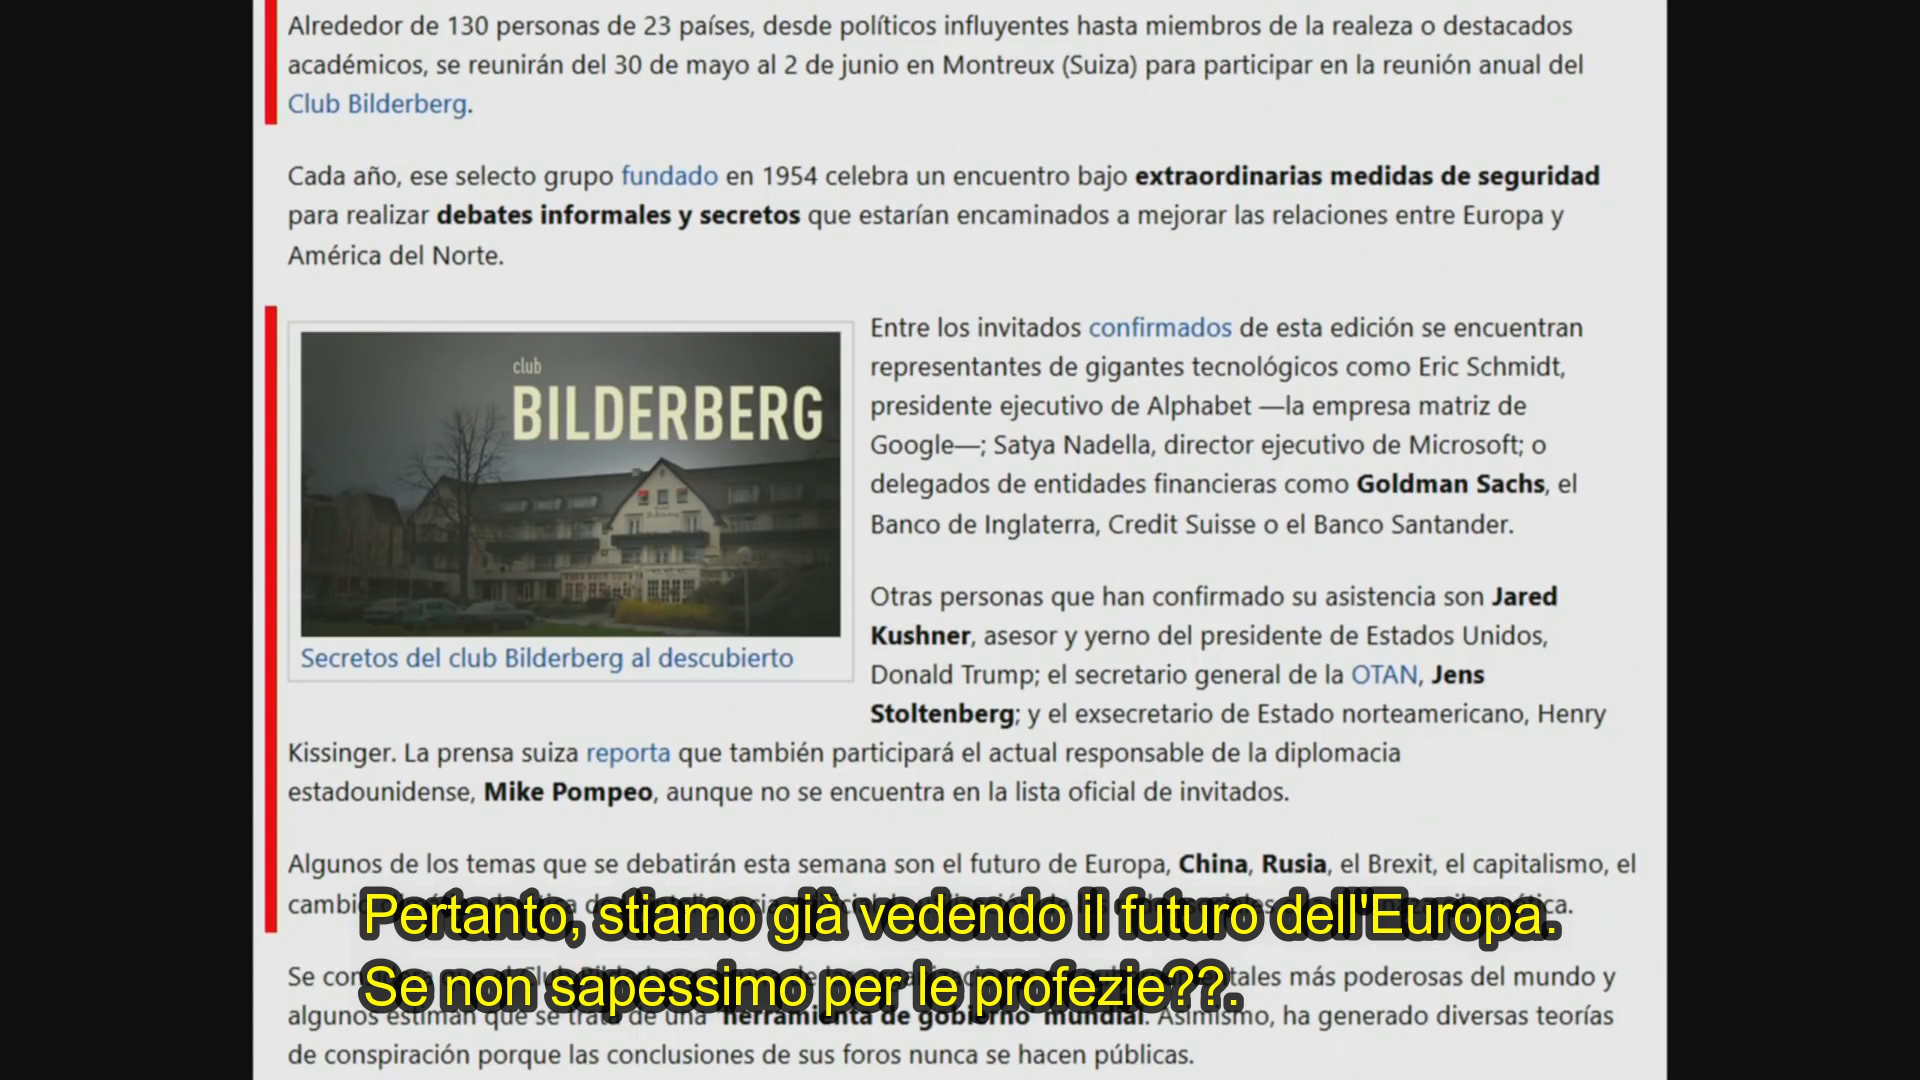 Alrededor de 130 personas de 23 países, desde políticos influyentes hasta miembros de la realeza o destacados
académicos, se reunirán del 30 de mayo al 2 de junio en Montreux (Suiza) para participar en la reunión anual del
Club Bilderberg.
Cada año, ese selecto grupo fundado en 1954 celebra un encuentro bajo extraordinarias medidas de seguridad
para realizar debates informales y secretos que estarían encaminados a mejorar las relaciones entre Europa y
América del Norte.
club
BILDERBERG
Secretos del club Bilderberg al descubierto
Entre los invitados confirmados de esta edición se encuentran
representantes de gigantes tecnológicos como Eric Schmidt,
presidente ejecutivo de Alphabet —la empresa matriz de
Google—; Satya Nadella, director ejecutivo de Microsoft; o
delegados de entidades financieras como Goldman Sachs, el
Banco de Inglaterra, Credit Suisse o el Banco Santander.
Otras personas que han confirmado su asistencia son Jared
Kushner, asesor y yerno del presidente de Estados Unidos,
Donald Trump; el secretario general de la OTAN, Jens
Stoltenberg; y el exsecretario de Estado norteamericano, Henry
Kissinger. La prensa suiza reporta que también participará el actual responsable de la diplomacia
estadounidense, Mike Pompeo, aunque no se encuentra en la lista oficial de invitados.
Algunos de los temas que se debatirán esta semana son el futuro de Europa, China, Rusia, el Brexit, el capitalismo, el
Pertanto, stiamo già vedendo il futuro dell'Europa.
Se non sapessimo per le profezie??.
más poderosas del mundo y
algunos estiman que se trata de una "herramienta de gobierno" mundial. Asimismo, ha generado diversas teorías
de conspiración porque las conclusiones de sus foros nunca se hacen públicas.